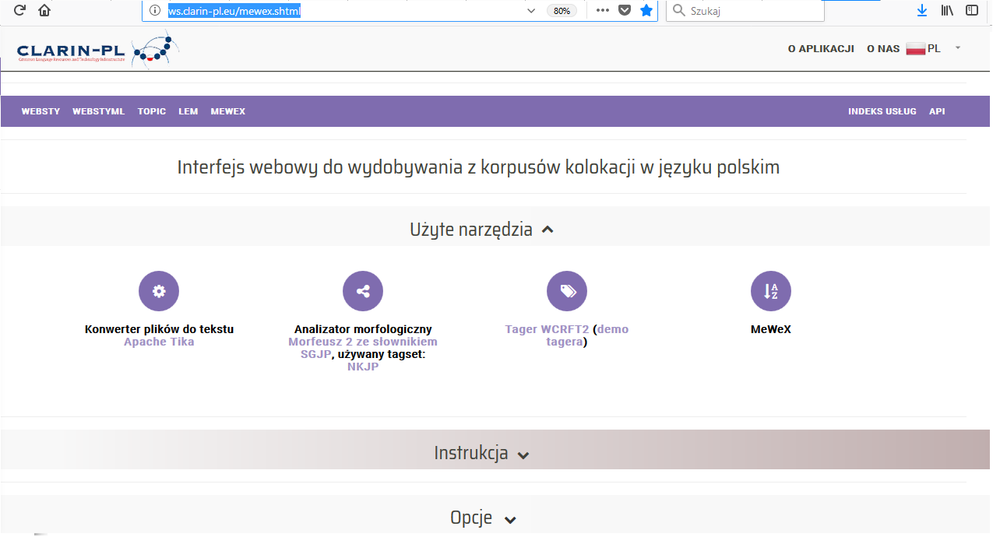 ws.clarin-pl.eu/mewex.shtml
80%
Szukaj
CLARIN-PL
Common Language Resources and Technology Infrastructure
O APLIKACJI O NAS PL
WEBSTY WEBSTYML TOPIC LEM MEWEX INDEKS USŁUG API
Interfejs webowy do wydobywania z korpusów kolokacji w języku polskim
Użyte narzędzia
Konwerter plików do tekstu
Apache Tika
Analizator morfologiczny
Morfeusz 2 ze słownikiem
SGJP, używany tagset:
NKJP
Tager WCRFT2 (demo
tagera)
A
Z
MeWeX
Instrukcja
Opcje